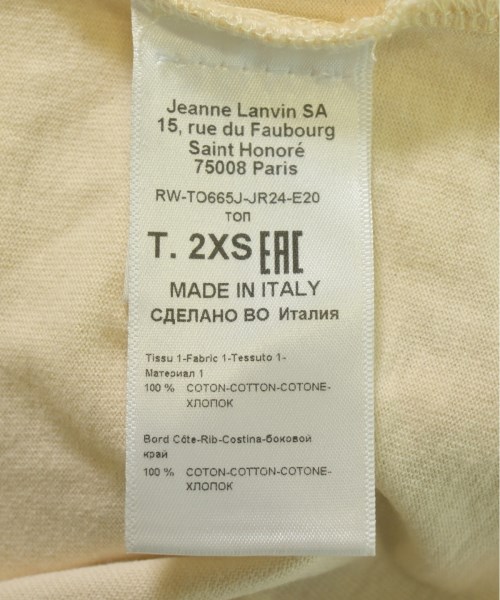 Jeanne Lanvin SA
15, rue du Faubourg
Saint Honoré
75008 Paris
RW-TO665J-JR24-E20
топ
T. 2XS EAC
MADE IN ITALY
СДЕЛАНО ВО Италия
Tissu 1-Fabric 1-Tessuto 1-
Материал 1
100 % COTON-COTTON-COTONE-
ХЛОПОК
Bord Côte-Rib-Costina-боковой
край
100 % COTON-COTTON-COTONE-
ХЛОПОК